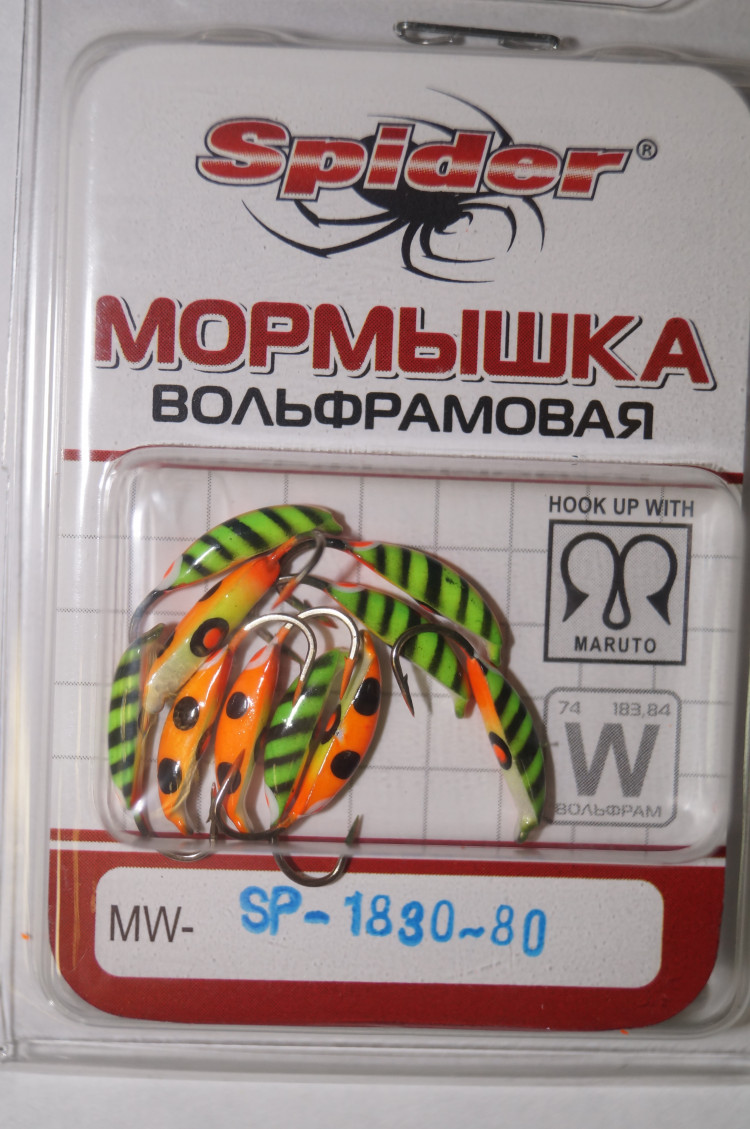 Spider®
МОРМЫШКА
ВОЛЬФРАМОВАЯ
HOOK UP WITH
MARUTO
74 183,84
W
ВОЛЬФРАМ
MW- SP-1830~80